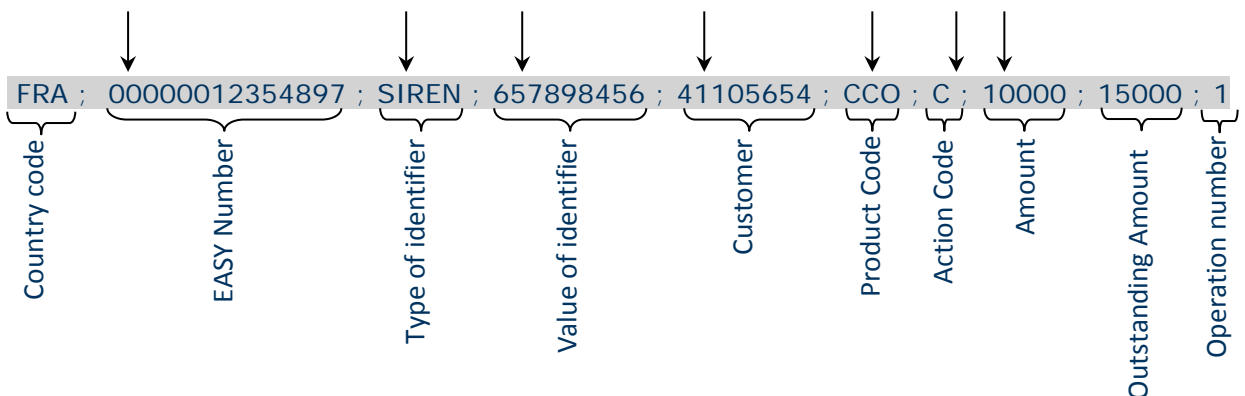 FRA ; 00000012354897 ; SIREN ; 657898456 ; 41105654 ; CCO ; C ; 10000 ; 15000 ; 1
Country code
EASY Number
Type of identifier
Value of identifier
Customer
Product Code
Action Code
Amount
Outstanding Amount
Operation number